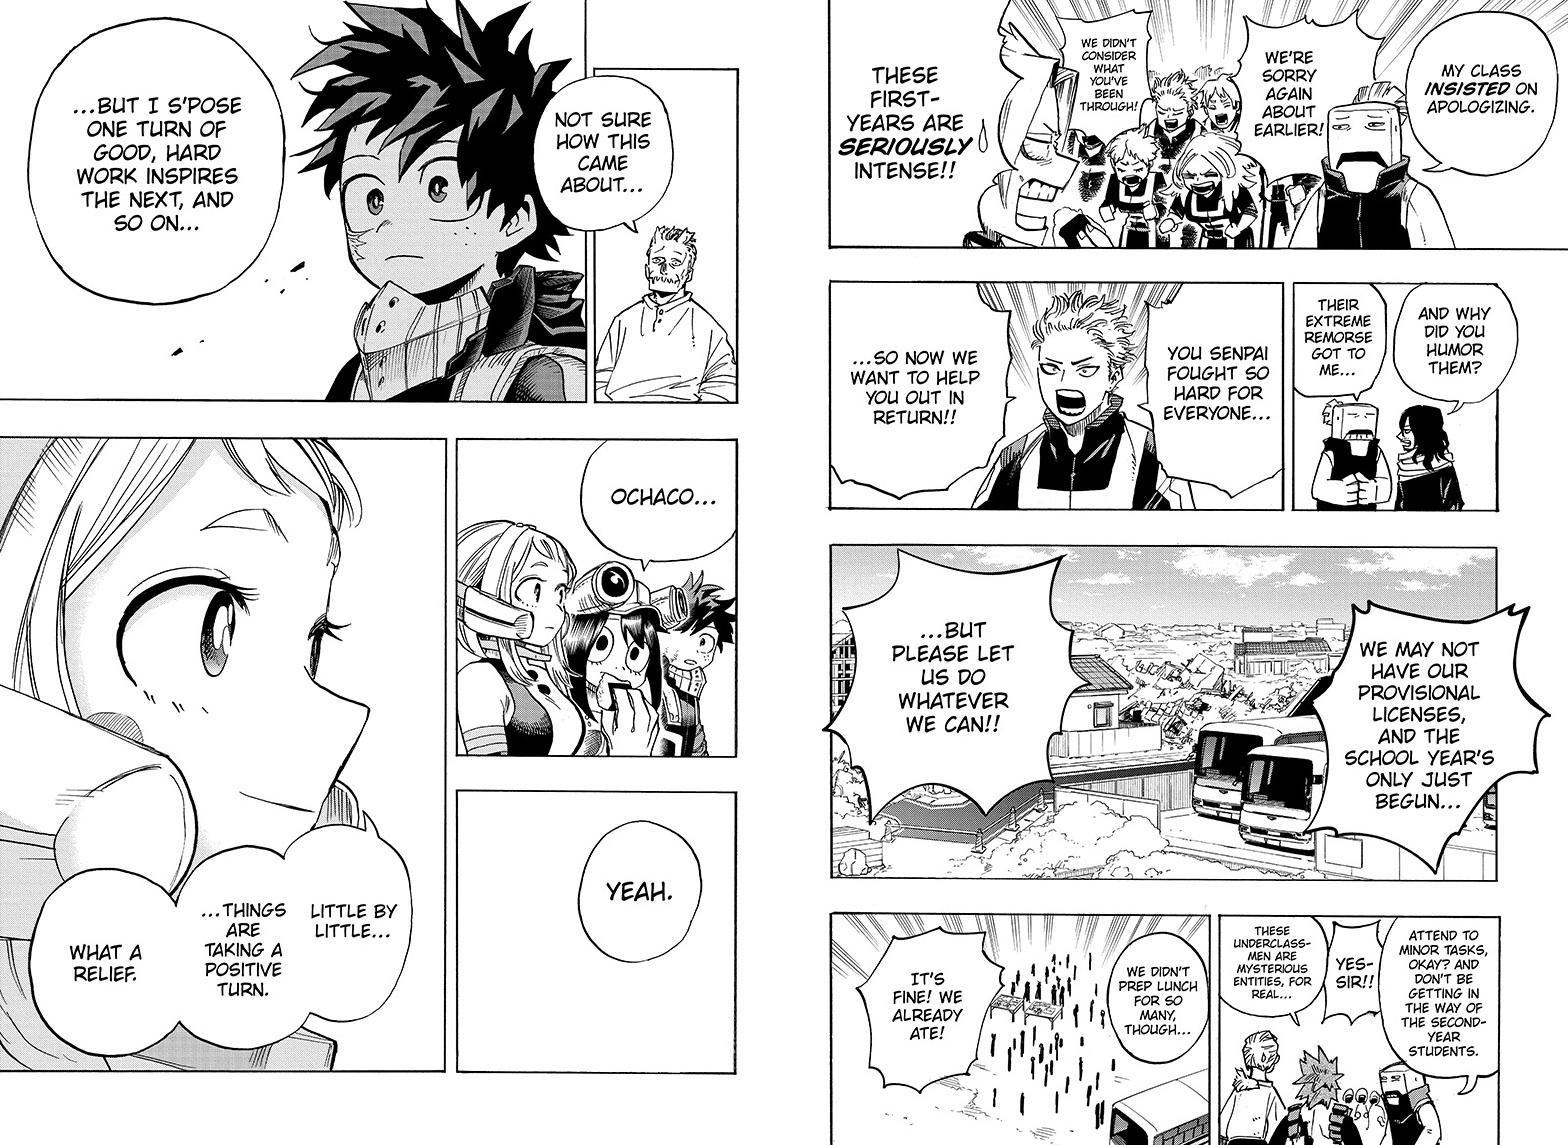 MY CLASS
INSISTED ON
APOLOGIZING.
WE'RE
SORRY
AGAIN
ABOUT
EARLIER!
WE DIDN'T
CONSIDER
WHAT
YOU'VE
BEEN
THROUGH!
THESE
FIRST-
YEARS ARE
SERIOUSLY
INTENSE!!
AND WHY
DID YOU
HUMOR
THEM?
THEIR
EXTREME
REMORSE
GOT TO
ME...
YOU SENPAI
FOUGHT SO
HARD FOR
EVERYONE...
...SO NOW WE
WANT TO HELP
YOU OUT IN
RETURN!!
WE MAY NOT
HAVE OUR
PROVISIONAL
LICENSES,
AND THE
SCHOOL YEAR'S
ONLY JUST
BEGUN...
...BUT
PLEASE LET
US DO
WHATEVER
WE CAN!!
ATTEND TO
MINOR TASKS,
OKAY? AND
DON'T BE
GETTING IN
THE WAY OF
THE SECOND-
YEAR
STUDENTS.
YES-
SIR!!
THESE
UNDERCLASS-
MEN ARE
MYSTERIOUS
ENTITIES, FOR
REAL...
WE DIDN'T
PREP LUNCH
FOR SO
MANY,
THOUGH...
IT'S
FINE! WE
ALREADY
ATE!
NOT SURE
HOW THIS
CAME
ABOUT...
...BUT I S'POSE
ONE TURN OF
GOOD, HARD
WORK INSPIRES
THE NEXT, AND
SO ON...
OCHACO...
YEAH.
LITTLE BY
LITTLE...
...THINGS
ARE
TAKING A
POSITIVE
TURN.
WHAT A
RELIEF.